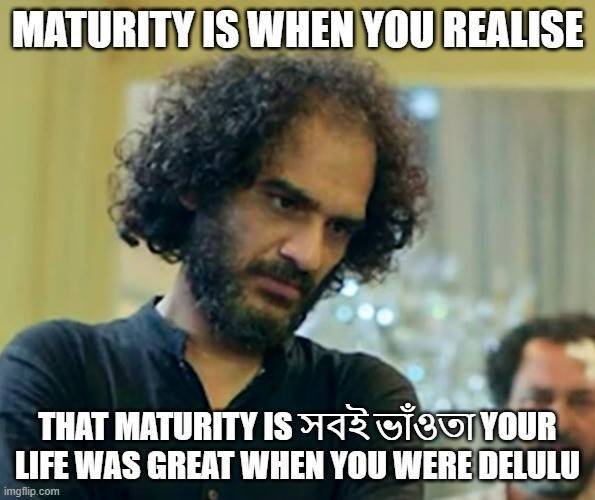 MATURITY IS WHEN YOU REALISE
THAT MATURITY IS সবই ভাঁওতা YOUR
LIFE WAS GREAT WHEN YOU WERE DELULU
imgflip.com